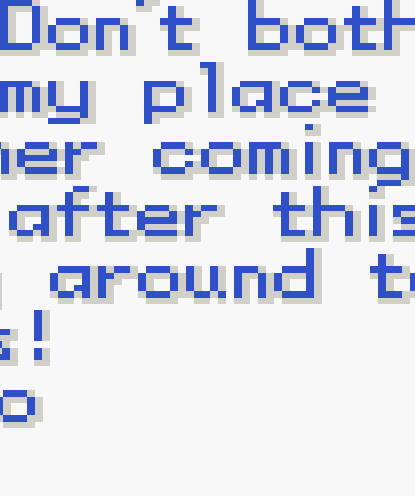 Don't both
my place
her coming
after this
around to
s!
o